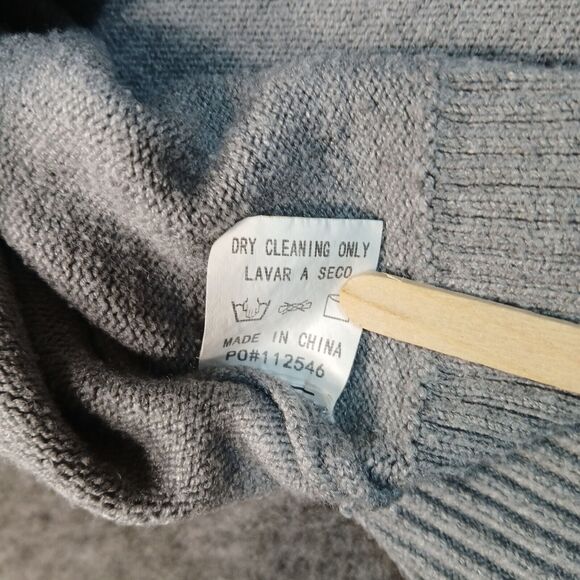 DRY CLEANING ONLY
LAVAR A SECO
MADE IN CHINA
PO#112546